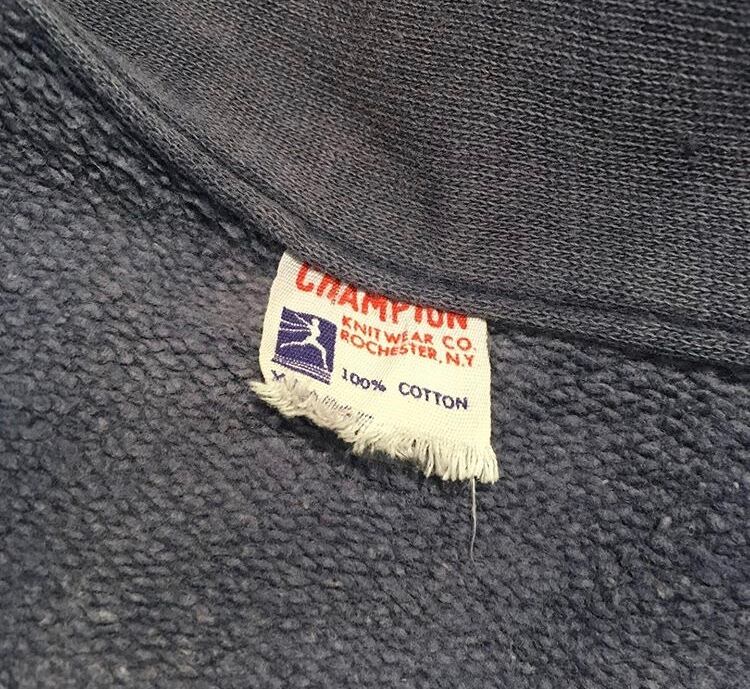 CHAMPION
KNITWEAR CO.
ROCHESTER, N.Y
100% COTTON